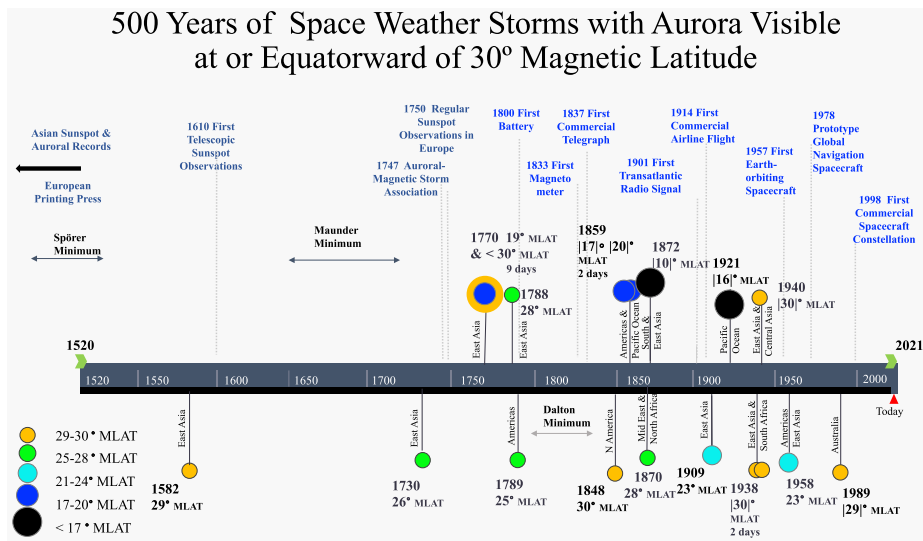 500 Years of Space Weather Storms with Aurora Visible
at or Equatorward of 30º Magnetic Latitude
Asian Sunspot &
Auroral Records
European
Printing Press
Spörer
Minimum
1610 First
Telescopic
Sunspot
Observations
Maunder
Minimum
1750 Regular
Sunspot
Observations in
Europe
1747 Auroral-
Magnetic Storm
Association
1800 First
Battery
1833 First
Magneto
meter
1837 First
Commercial
Telegraph
1901 First
Transatlantic
Radio Signal
1914 First
Commercial
Airline Flight
1957 First
Earth-
orbiting
Spacecraft
1978
Prototype
Global
Navigation
Spacecraft
1998 First
Commercial
Spacecraft
Constellation
1770 19° MLAT
& < 30° MLAT
9 days
East Asia
1788
28° MLAT
East Asia
1859
|17|° |20|°
MLAT
2 days
Americas &
Pacific Ocean
1872
|10|° MLAT
South &
East Asia
1921
|16|° MLAT
Pacific
Ocean
1940
|30|° MLAT
East Asia &
Central Asia
1520
2021
1520
1550
1600
1700
1750
1800
1850
1900
1950
2000
Today
East Asia
1582
29° MLAT
East Asia
1730
26° MLAT
Americas
1789
25° MLAT
Dalton
Minimum
N America
1848
30° MLAT
Mid East &
North Africa
1870
28° MLAT
East Asia
1909
23° MLAT
East Asia &
South Africa
1938
|30|°
MLAT
2 days
Americas
East Asia
1958
23° MLAT
Australia
1989
|29|° MLAT
29-30 ° MLAT
25-28 ° MLAT
21-24° MLAT
17-20° MLAT
< 17 ° MLAT